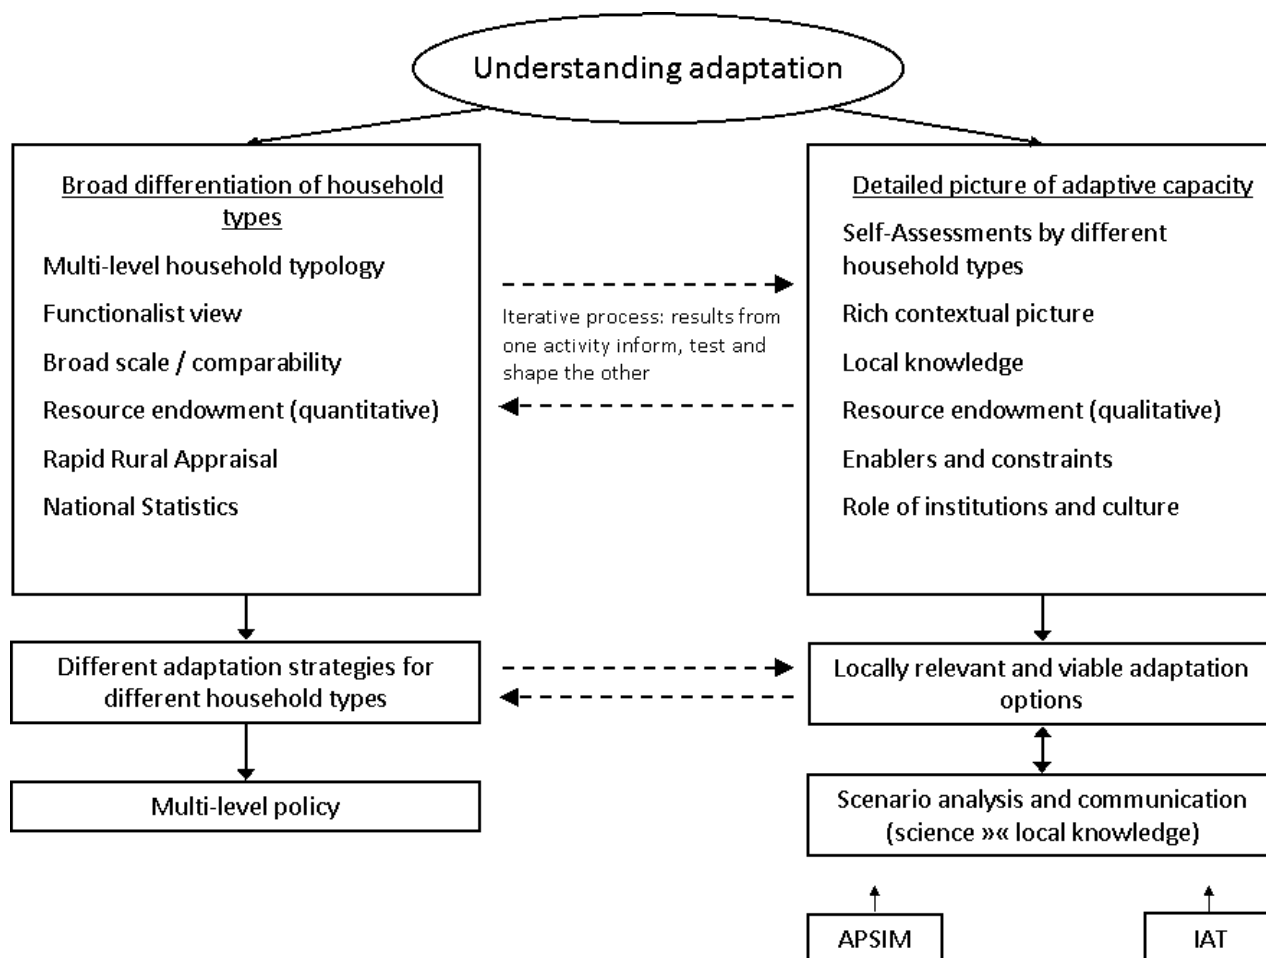 Understanding adaptation
Broad differentiation of household
types
Multi-level household typology
Functionalist view
Broad scale / comparability
Resource endowment (quantitative)
Rapid Rural Appraisal
National Statistics
Iterative process: results from
one activity inform, test and
shape the other
Detailed picture of adaptive capacity
Self-Assessments by different
household types
Rich contextual picture
Local knowledge
Resource endowment (qualitative)
Enablers and constraints
Role of institutions and culture
Different adaptation strategies for
different household types
Locally relevant and viable adaptation
options
Multi-level policy
Scenario analysis and communication
(science »« local knowledge)
APSIM
IAT